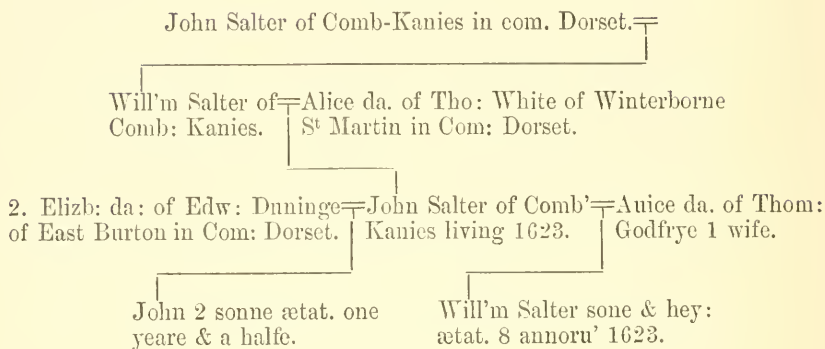 John Salter of Comb-Kanies in com. Dorset.
Will'm Salter of Comb: Kanies.
Alice da. of Tho: White of Winterborne
St Martin in Com: Dorset.
2. Elizb: da: of Edw: Duninge
of East Burton in Com: Dorset.
John Salter of Comb'
Kanies living 1623.
Auice da. of Thom:
Godfrye 1 wife.
John 2 sonne ætat. one
yeare & a halfe.
Will'm Salter sone & hey:
ætat. 8 annoru' 1623.